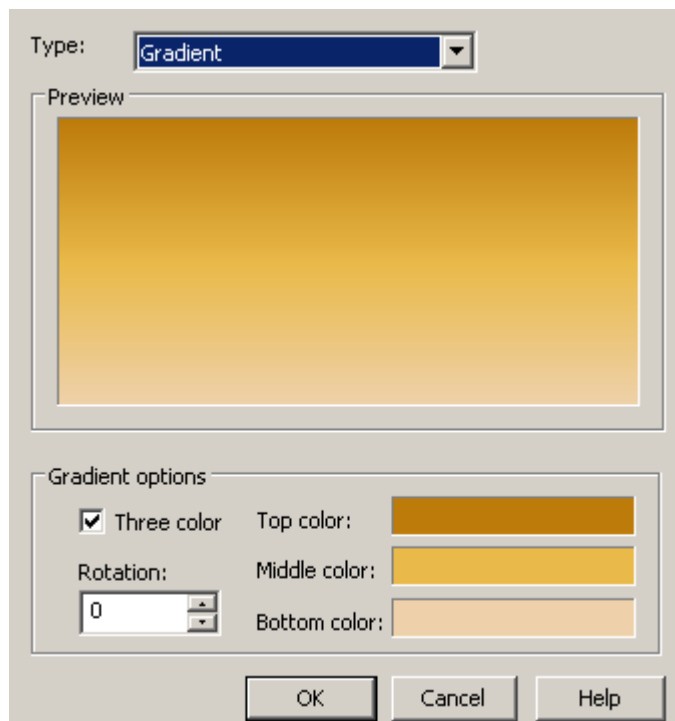 Type: Gradient
Preview
Gradient options
Three color
Top color:
Rotation:
Middle color:
0
Bottom color:
OK Cancel Help